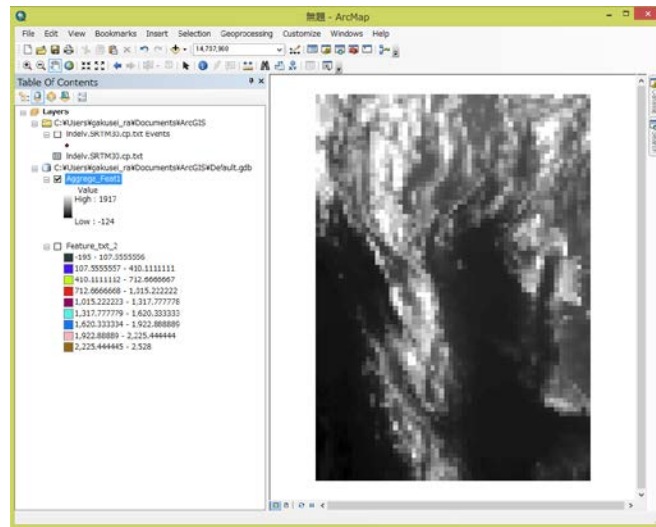 無題 - ArcMap
File Edit View Bookmarks Insert Selection Geoprocessing Customize Windows Help
Table Of Contents
Layers
C:¥Users¥gakusei_ra¥Documents¥ArcGIS
Indelv.SRTM30.cp.txt Events
Indelv.SRTM30.cp.txt
C:¥Users¥gakusei_ra¥Documents¥ArcGIS¥Default.gdb
Aggrega_Feat1
Value
High : 1917
Low : -124
Feature_txt_2
-195 - 107.5555556
107.5555557 - 410.1111111
410.1111112 - 712.6666667
712.6666668 - 1,015.222222
1,015.222223 - 1,317.777778
1,317.777779 - 1,620.333333
1,620.333334 - 1,922.888889
1,922.88889 - 2,225.444444
2,225.444445 - 2,528